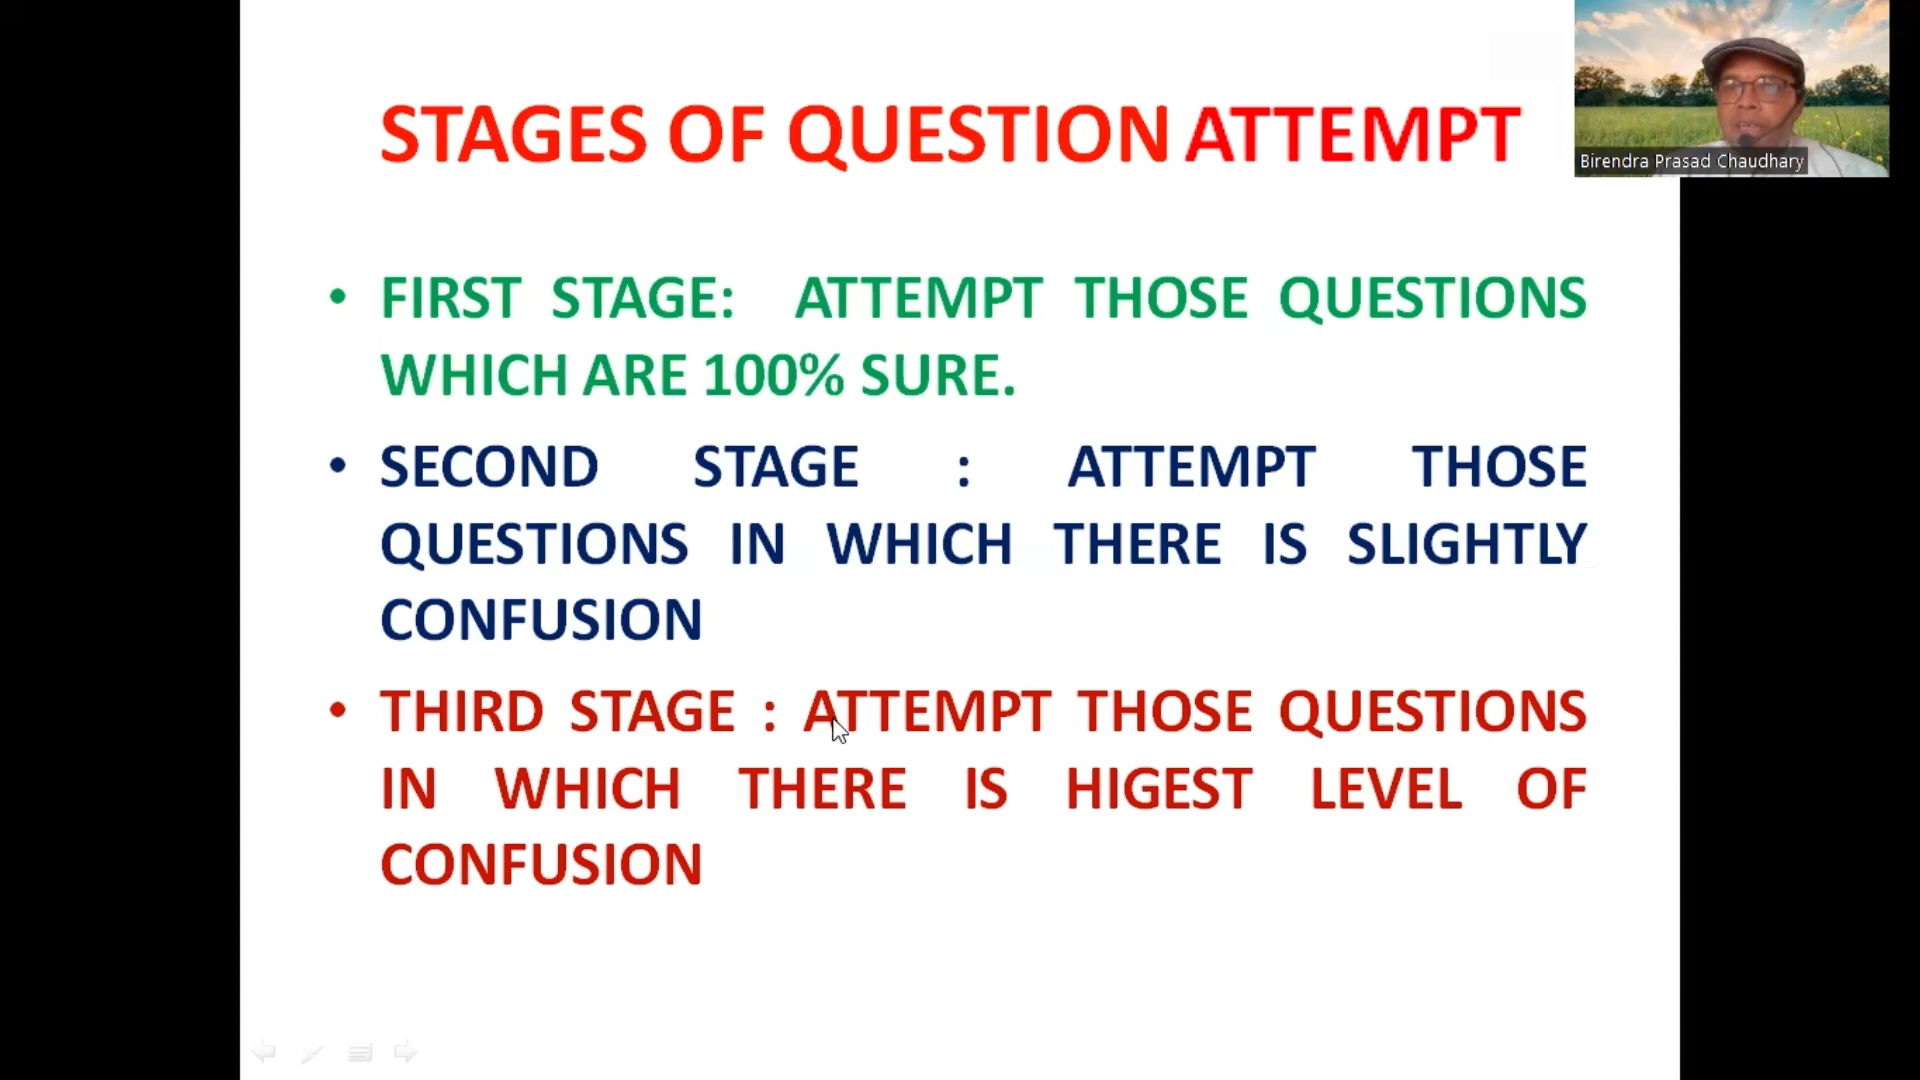 STAGES OF QUESTION ATTEMPT
Birendra Prasad Chaudhary
• FIRST STAGE: ATTEMPT THOSE QUESTIONS
WHICH ARE 100% SURE.
• SECOND STAGE : ATTEMPT THOSE
QUESTIONS IN WHICH THERE IS SLIGHTLY
CONFUSION
• THIRD STAGE : ATTEMPT THOSE QUESTIONS
IN WHICH THERE IS HIGEST LEVEL OF
CONFUSION